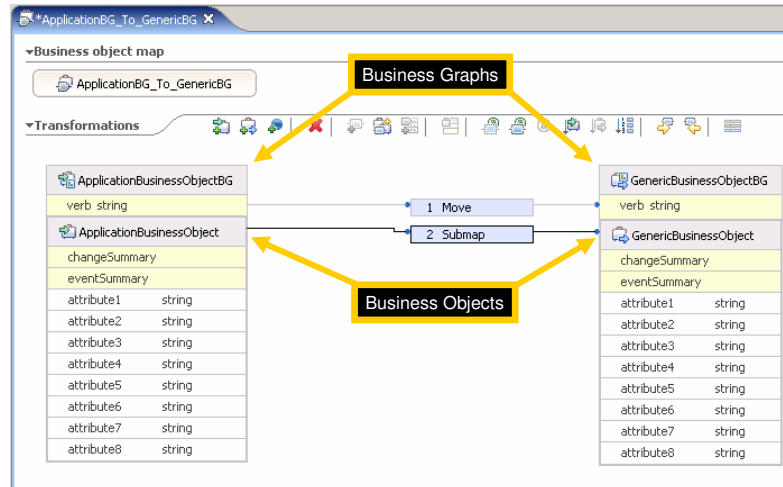 *ApplicationBG_To_GenericBG
Business object map
ApplicationBG_To_GenericBG
Business Graphs
Transformations
ApplicationBusinessObjectBG
verb string
ApplicationBusinessObject
changeSummary
eventSummary
attribute1 string
attribute2 string
attribute3 string
attribute4 string
attribute5 string
attribute6 string
attribute7 string
attribute8 string
1 Move
2 Submap
Business Objects
GenericBusinessObjectBG
verb string
GenericBusinessObject
changeSummary
eventSummary
attribute1 string
attribute2 string
attribute3 string
attribute4 string
attribute5 string
attribute6 string
attribute7 string
attribute8 string